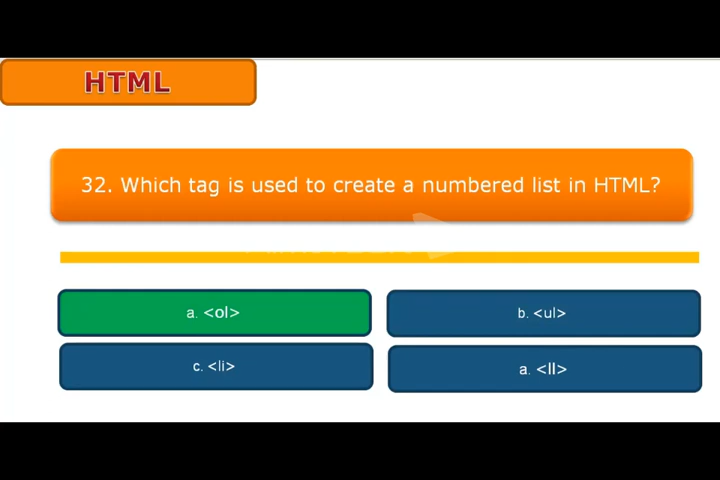 HTML
32. Which tag is used to create a numbered list in HTML?
a. <ol>
b. <ul>
c. <li>
a. <ll>